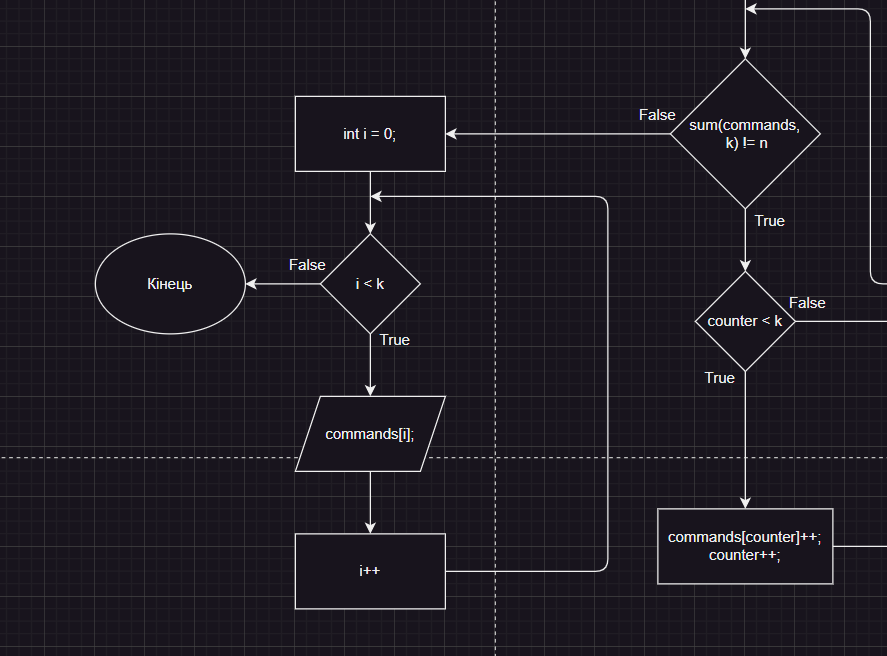 False
sum(commands,
k) != n
int i = 0;
True
False
Кінець
i < k
False
counter < k
True
True
commands[i];
commands[counter]++;
counter++;
i++